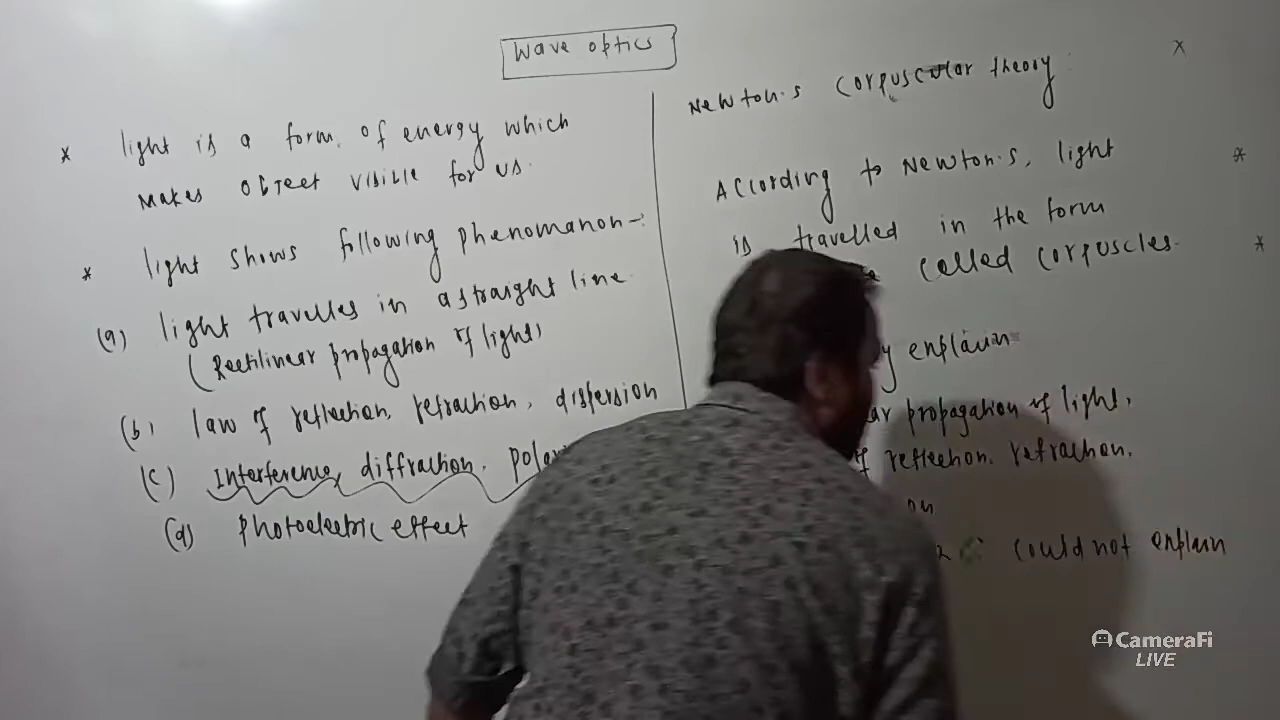 Wave optics
* light is a form of energy which
makes object visible for us.
* light shows following phenomanon-:
(a) light travelles in a straight line.
(Rectilinear propagation of light)
(b) law of reflection, refraction, dispersion
(c) Interference, diffraction,
(d) Photoelectric effect
Newton's Corpuscular theory
According to Newton's, light
is travelled in the form
called corpuscles.
explain
propagation of light,
reflection. refraction.
could not explain
CameraFi
LIVE